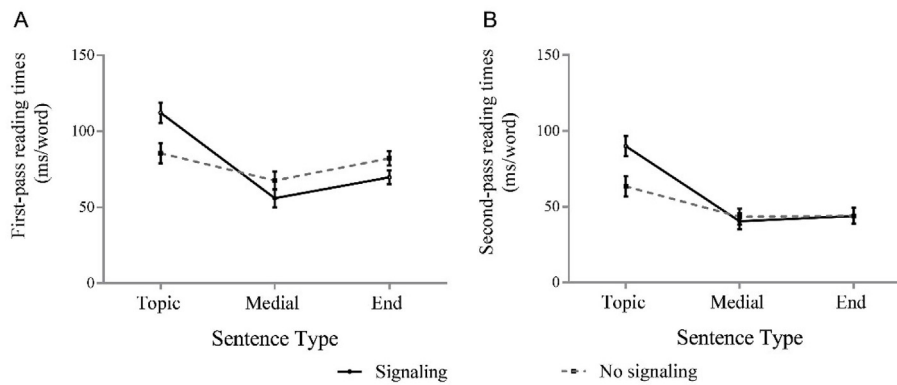 A
First-pass reading times
(ms/word)
150
100
50
0
Topic Medial End
Sentence Type
B
Second-pass reading times
(ms/word)
150
100
50
0
Topic Medial End
Sentence Type
Signaling No signaling